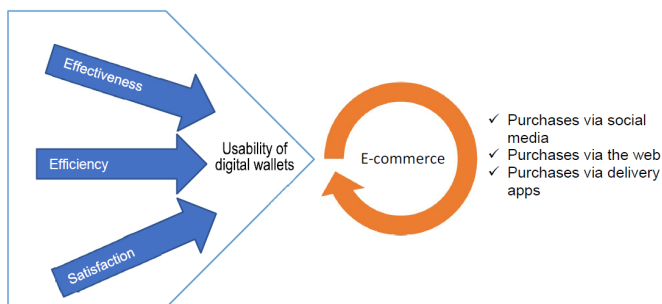 Effectiveness
Efficiency
Satisfaction
Usability of
digital wallets
E-commerce
✓ Purchases via social
media
✓ Purchases via the web
✓ Purchases via delivery
apps